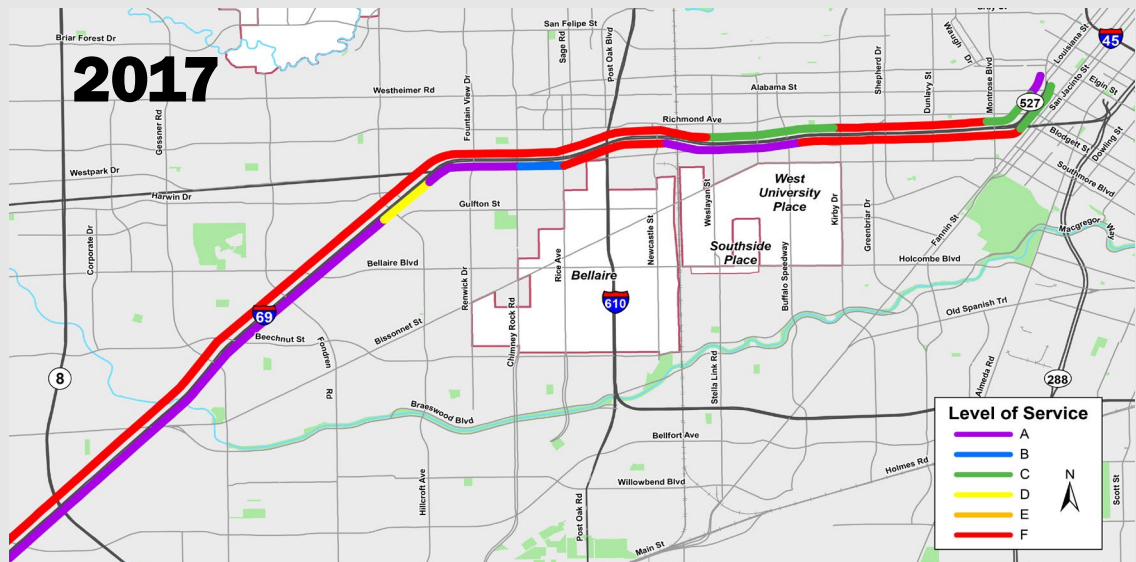 2017
Briar Forest Dr
San Felipe St
Sage Rd
Post Oak Blvd
Waugh Dr
Louisiana St
45
Westheimer Rd
Fountain View Dr
Alabama St
Shepherd Dr
Dunlavy St
Montrose Blvd
San Jacinto St
Elgin St
527
Gessner Rd
Richmond Ave
Blodgett St
Dowling St
Westpark Dr
Harwin Dr
Southmore Blvd
Gulfton St
Weslayan St
West
University
Place
Kirby Dr
Greenbriar Dr
Fannin St
Macgregor Way
Corporate Dr
Newcastle St
Southside
Place
Bellaire Blvd
Rice Ave
Bellaire
Buffalo Speedway
Holcombe Blvd
Renwick Dr
Chimney Rock Rd
610
69
Bissonnet St
Old Spanish Trl
Beechnut St
Fondren Rd
8
Stella Link Rd
Almeda Rd
288
Braeswood Blvd
Bellfort Ave
Hillcroft Ave
Willowbend Blvd
Holmes Rd
Post Oak Rd
Main St
Scott St
Level of Service
A
B
C
D
E
F
N